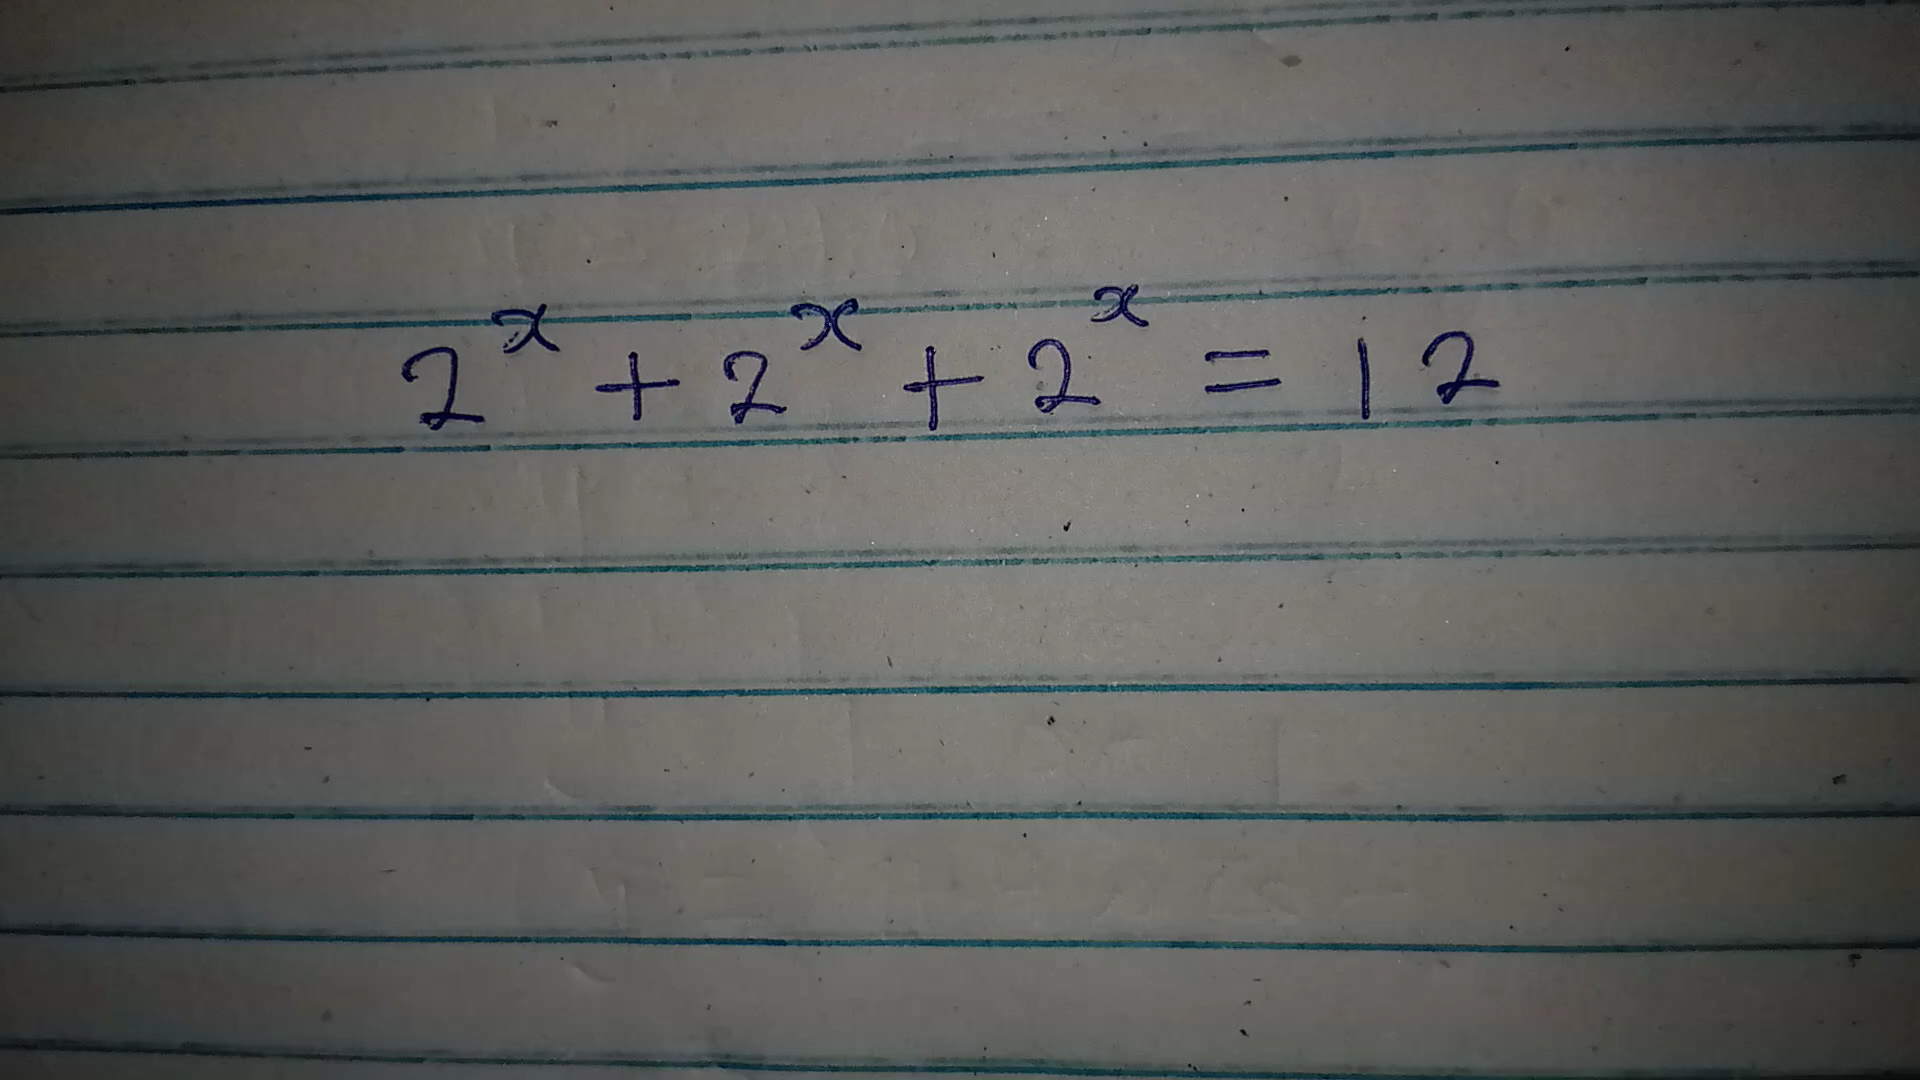 2^x + 2^x + 2^x = 12